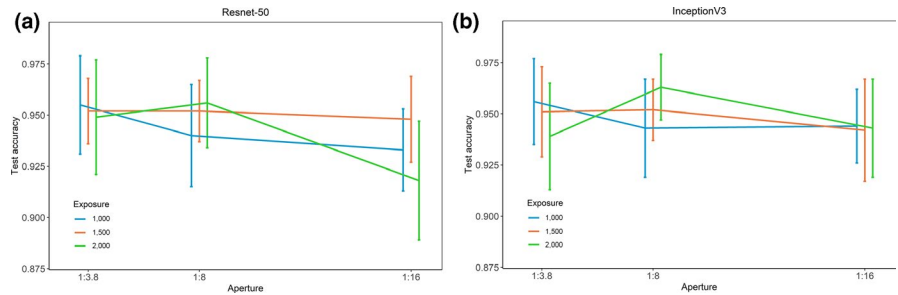 (a)
Resnet-50
Test accuracy
0.975
0.950
0.925
0.900
0.875
Exposure
1,000
1,500
2,000
1:3.8
1:8
1:16
Aperture
(b)
InceptionV3
Test accuracy
0.975
0.950
0.925
0.900
0.875
Exposure
1,000
1,500
2,000
1:3.8
1:8
1:16
Aperture